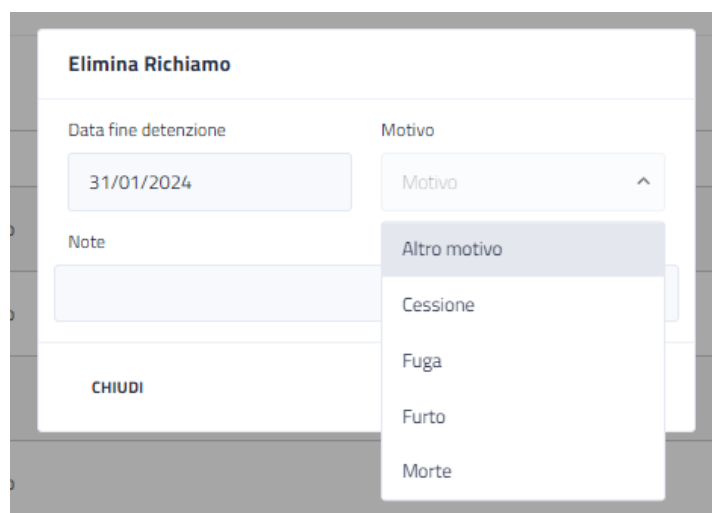 Elimina Richiamo
Data fine detenzione
Motivo
31/01/2024
Motivo
Note
Altro motivo
Cessione
Fuga
CHIUDI
Furto
Morte